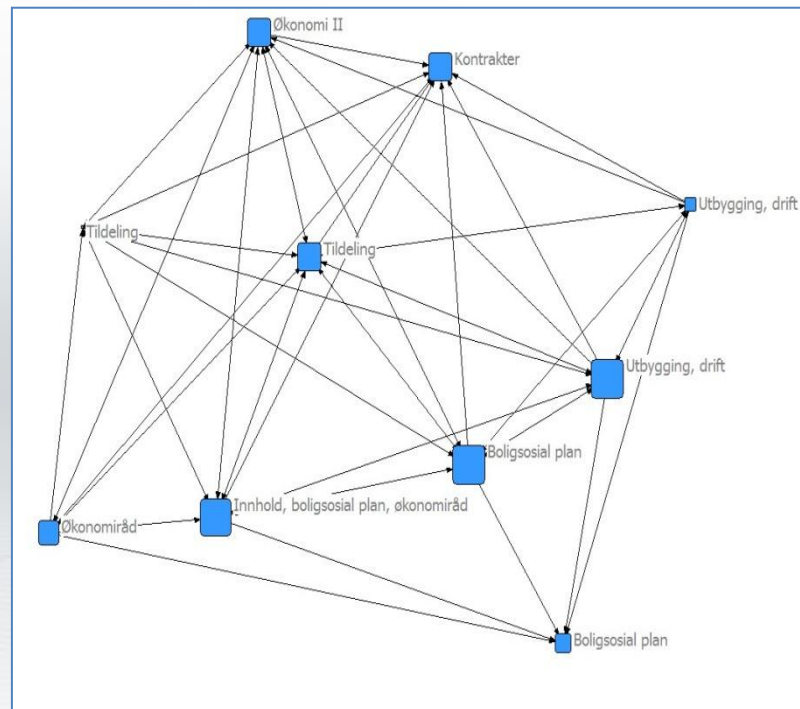 Økonomi II
Kontrakter
Utbygging, drift
Tildeling
Tildeling
Utbygging, drift
Boligsosial plan
Innhold, boligsosial plan, økonomiråd
Økonomiråd
Boligsosial plan